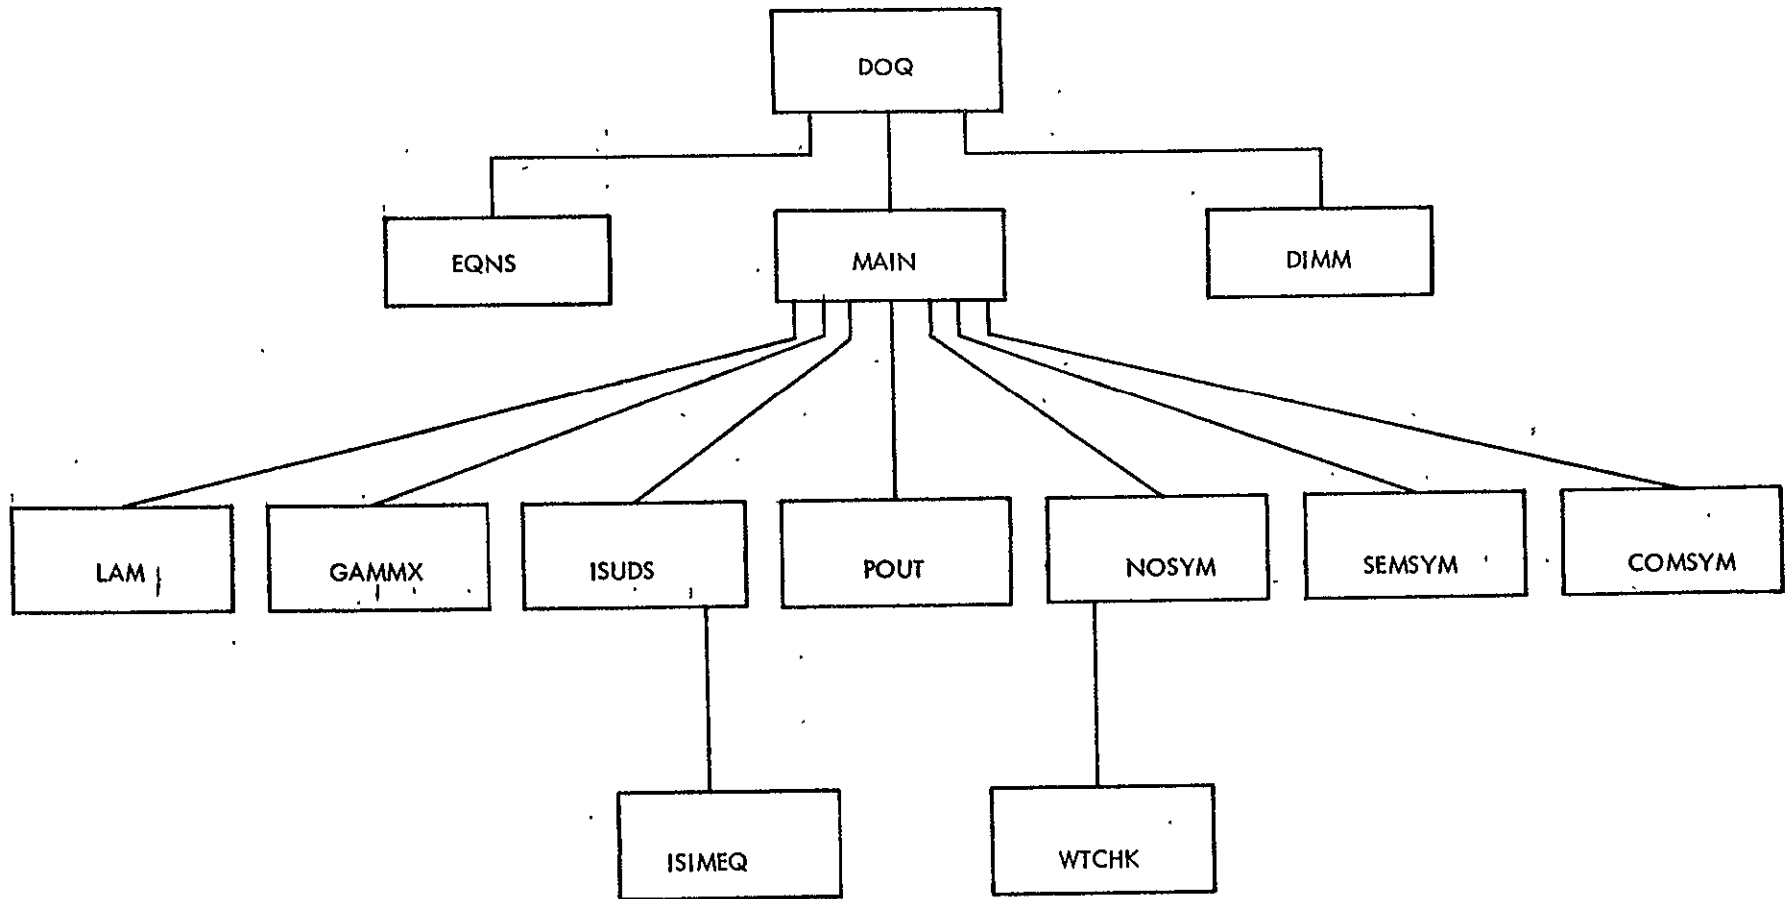 DOQ
EQNS
MAIN
DIMM
LAM
GAMMX
ISUDS
POUT
NOSYM
SEMSYM
COMSYM
ISIMEQ
WTCHK